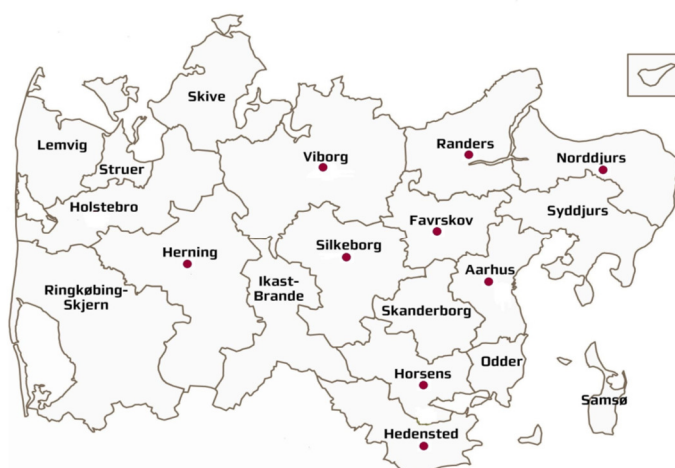 Skive
Lemvig
Struer
Viborg
Randers
Norddjurs
Holstebro
Favrskov
Syddjurs
Herning
Silkeborg
Aarhus
Ringkøbing-
Skjern
Ikast-
Brande
Skanderborg
Odder
Horsens
Samsø
Hedensted